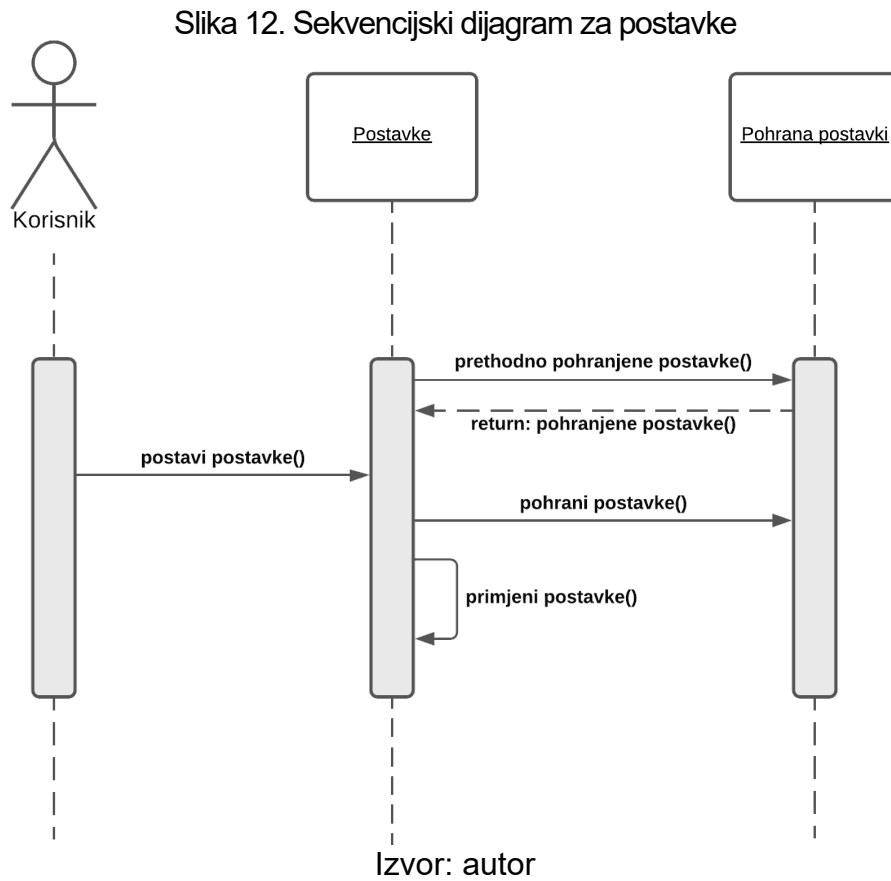 Slika 12. Sekvencijski dijagram za postavke
Korisnik
Postavke
Pohrana postavki
prethodno pohranjene postavke()
return: pohranjene postavke()
postavi postavke()
pohrani postavke()
primjeni postavke()
Izvor: autor